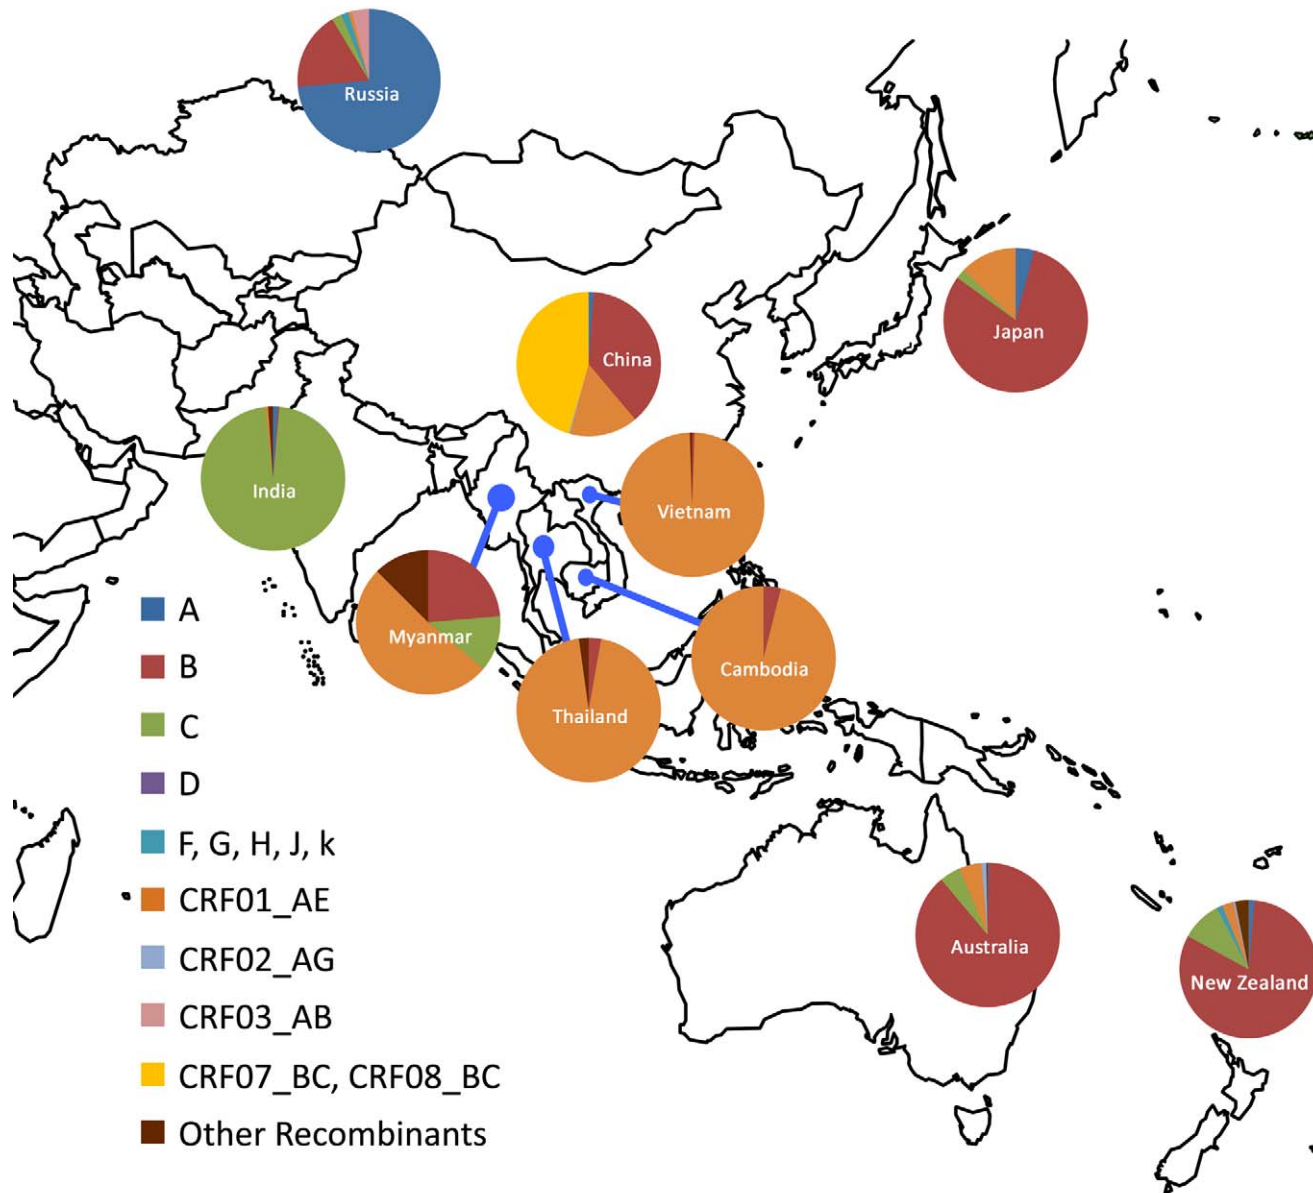 Russia
Japan
China
India
Vietnam
Myanmar
Cambodia
Thailand
A
B
C
D
F, G, H, J, k
CRF01_AE
CRF02_AG
CRF03_AB
CRF07_BC, CRF08_BC
Other Recombinants
Australia
New Zealand